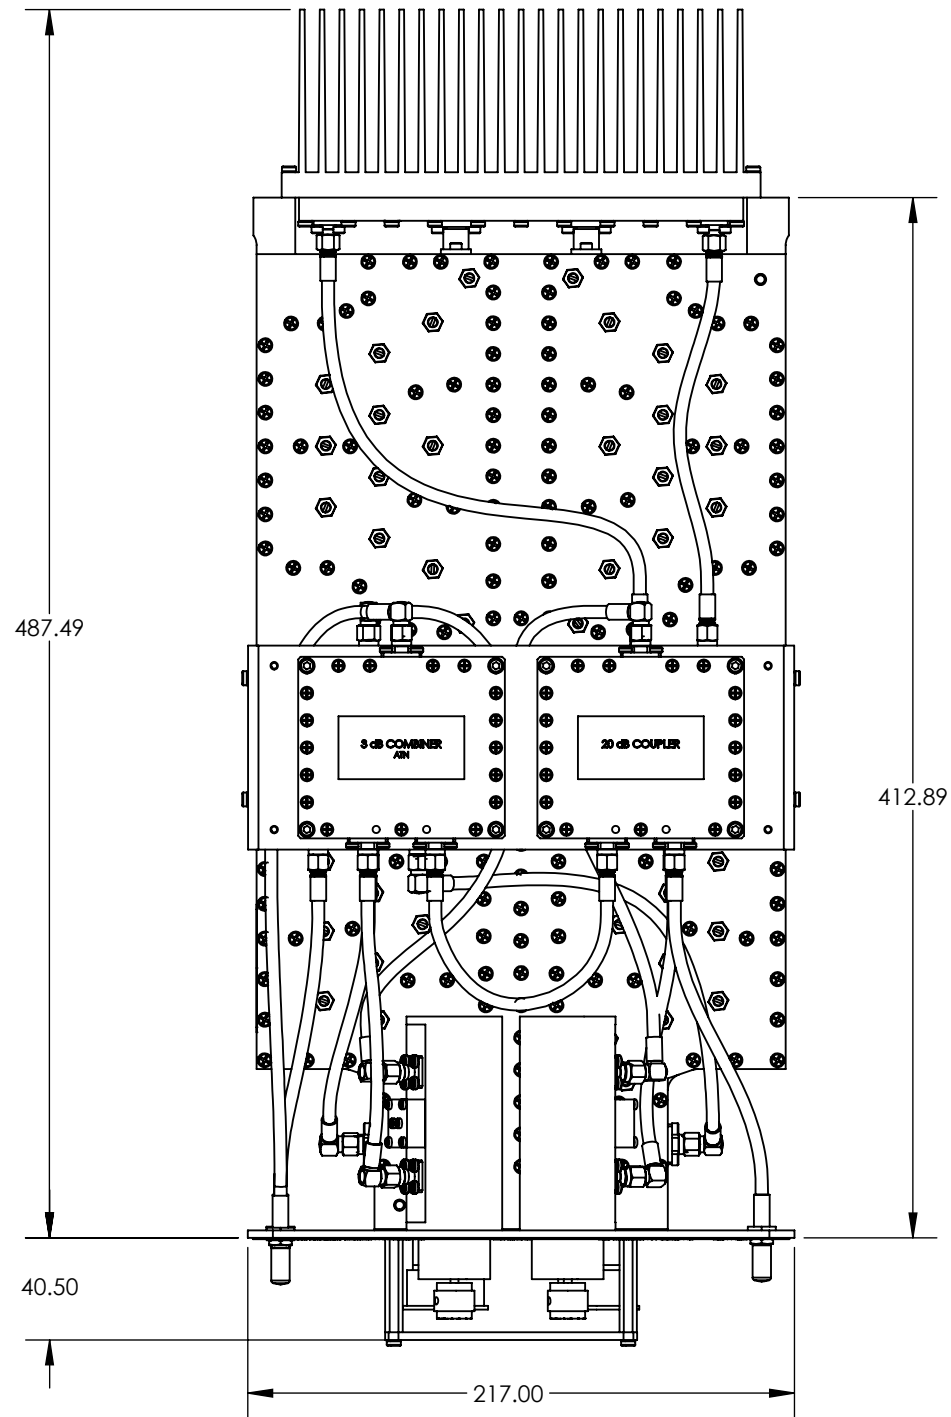 487.49
3 dB COMBINER
ATN
20 dB COUPLER
412.89
40.50
217.00